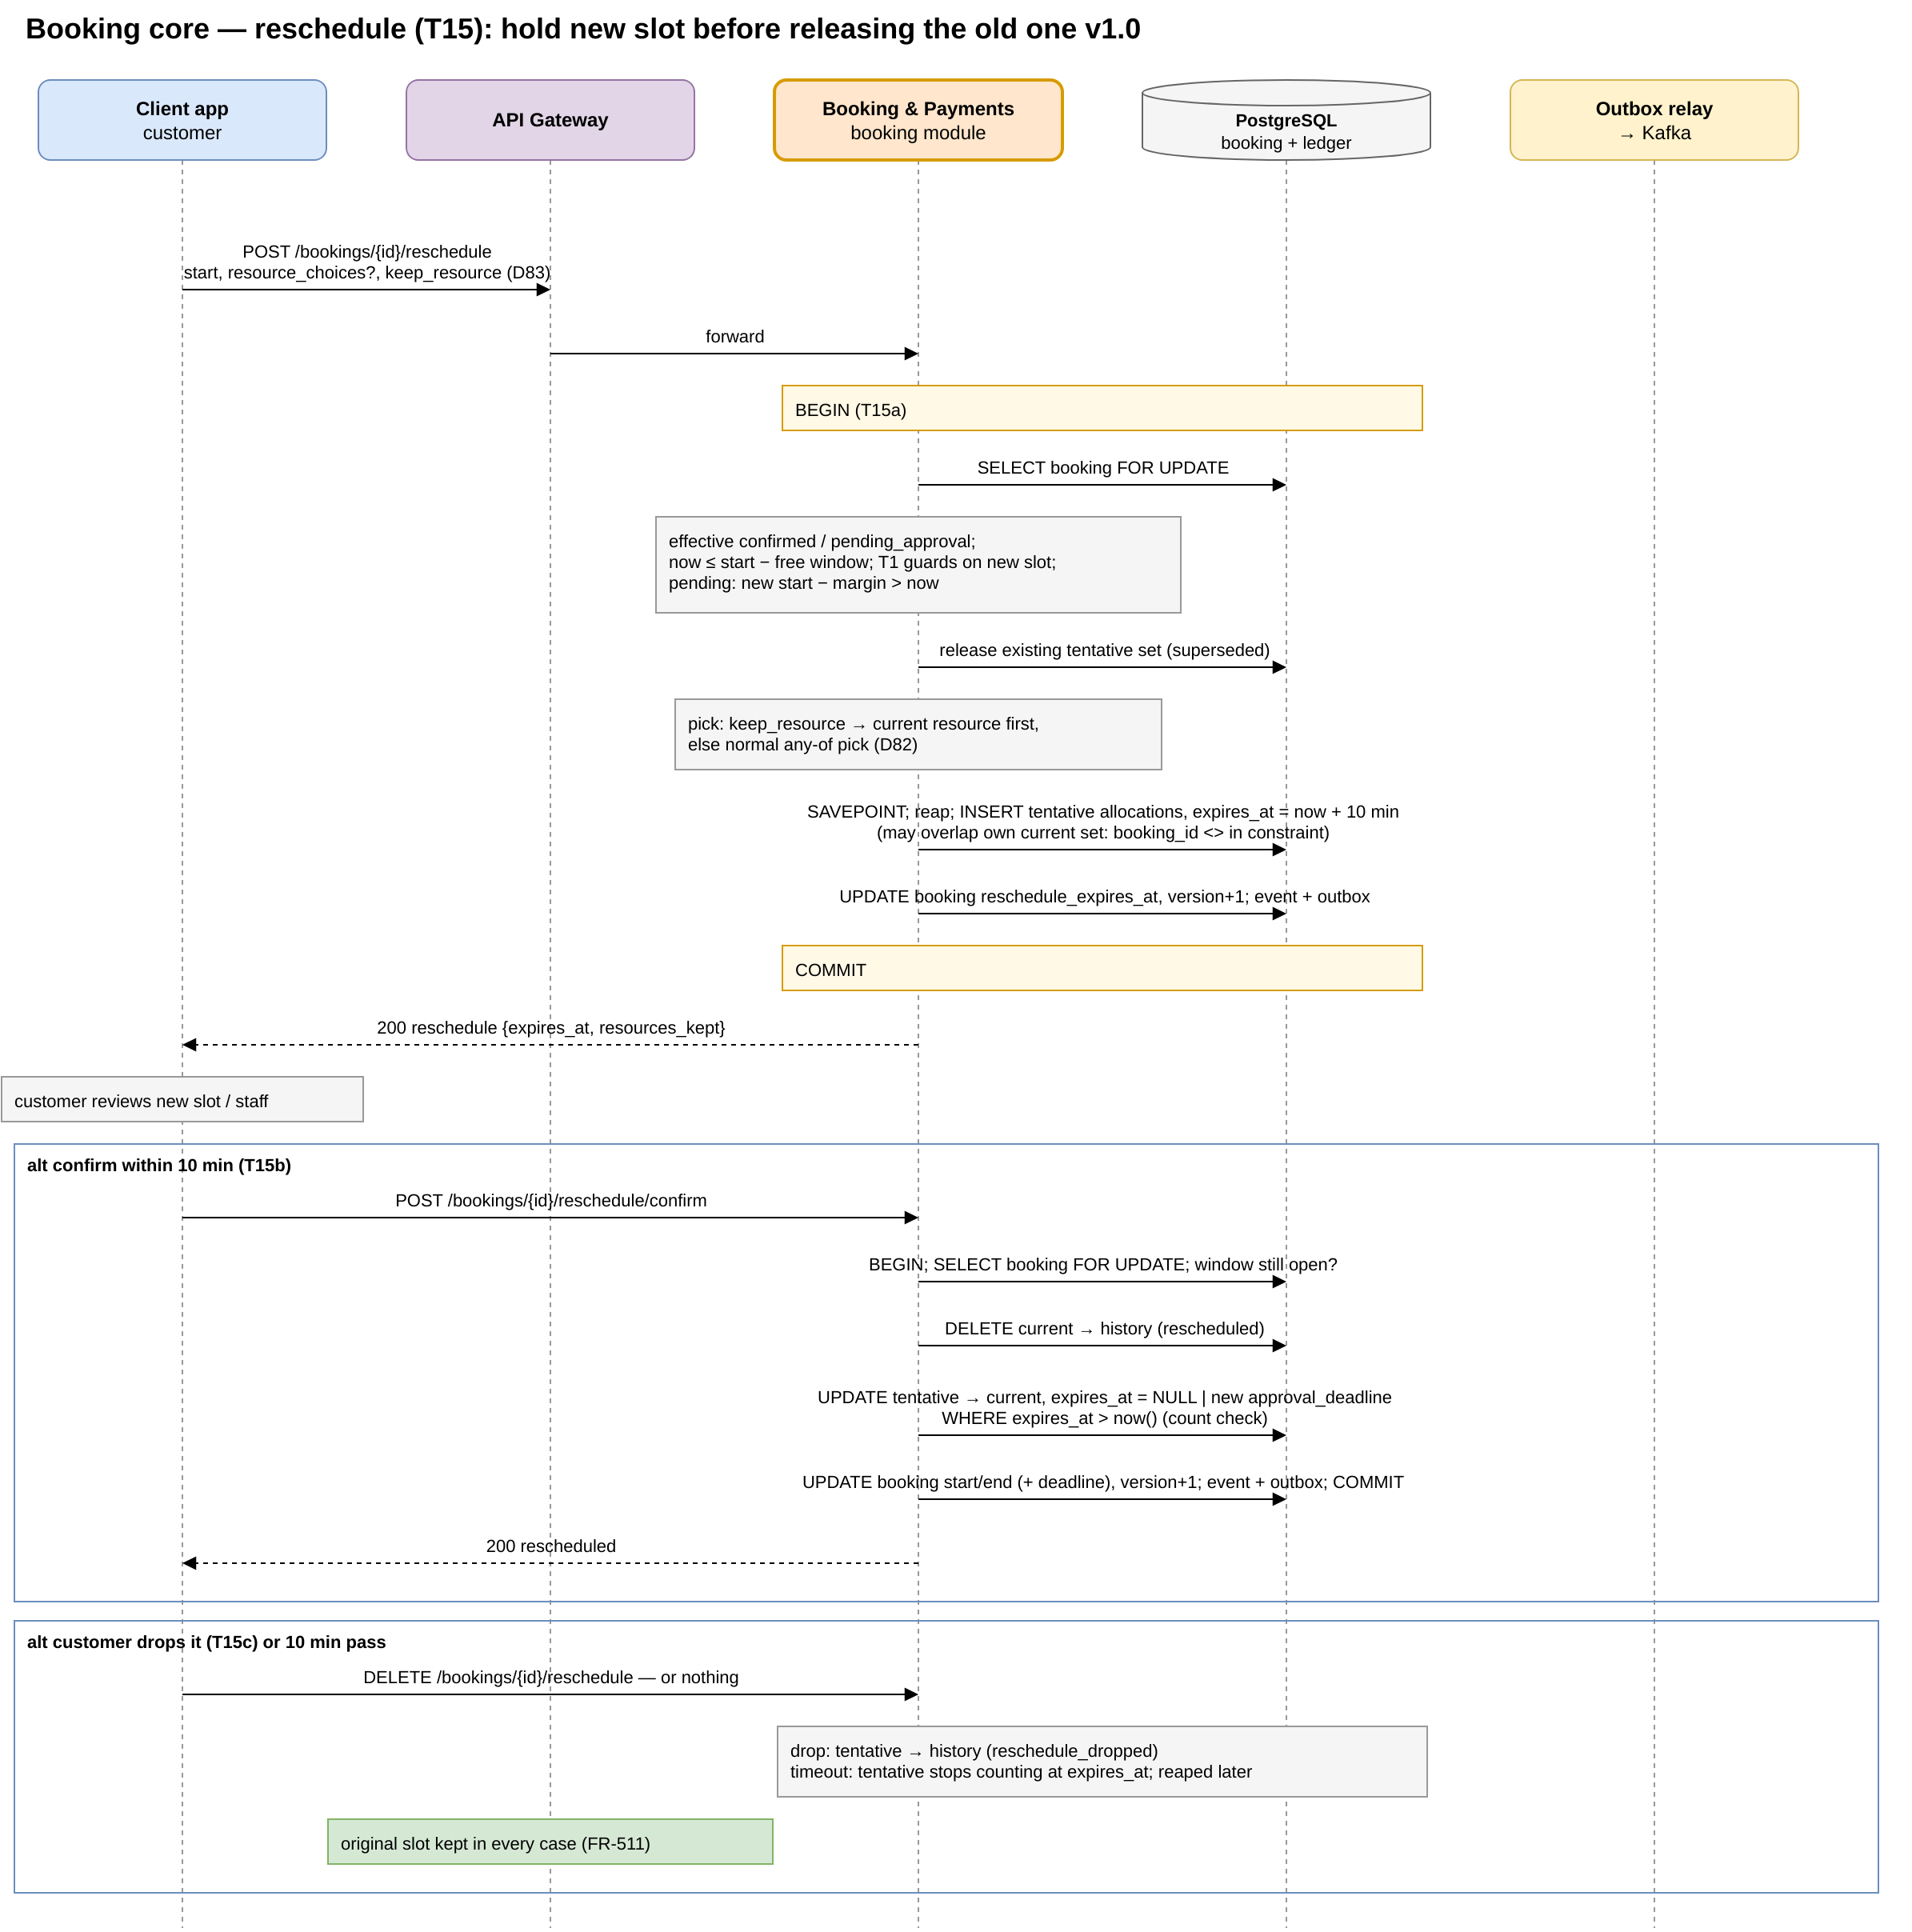 Booking core — reschedule (T15): hold new slot before releasing the old one v1.0
Client app
customer
API Gateway
Booking & Payments
booking module
PostgreSQL
booking + ledger
Outbox relay
→ Kafka
POST /bookings/{id}/reschedule
start, resource_choices?, keep_resource (D83)
forward
BEGIN (T15a)
SELECT booking FOR UPDATE
effective confirmed / pending_approval;
now ≤ start − free window; T1 guards on new slot;
pending: new start − margin > now
release existing tentative set (superseded)
pick: keep_resource → current resource first,
else normal any-of pick (D82)
SAVEPOINT; reap; INSERT tentative allocations, expires_at = now + 10 min
(may overlap own current set: booking_id <> in constraint)
UPDATE booking reschedule_expires_at, version+1; event + outbox
COMMIT
200 reschedule {expires_at, resources_kept}
customer reviews new slot / staff
alt confirm within 10 min (T15b)
POST /bookings/{id}/reschedule/confirm
BEGIN; SELECT booking FOR UPDATE; window still open?
DELETE current → history (rescheduled)
UPDATE tentative → current, expires_at = NULL | new approval_deadline
WHERE expires_at > now() (count check)
UPDATE booking start/end (+ deadline), version+1; event + outbox; COMMIT
200 rescheduled
alt customer drops it (T15c) or 10 min pass
DELETE /bookings/{id}/reschedule — or nothing
drop: tentative → history (reschedule_dropped)
timeout: tentative stops counting at expires_at; reaped later
original slot kept in every case (FR-511)